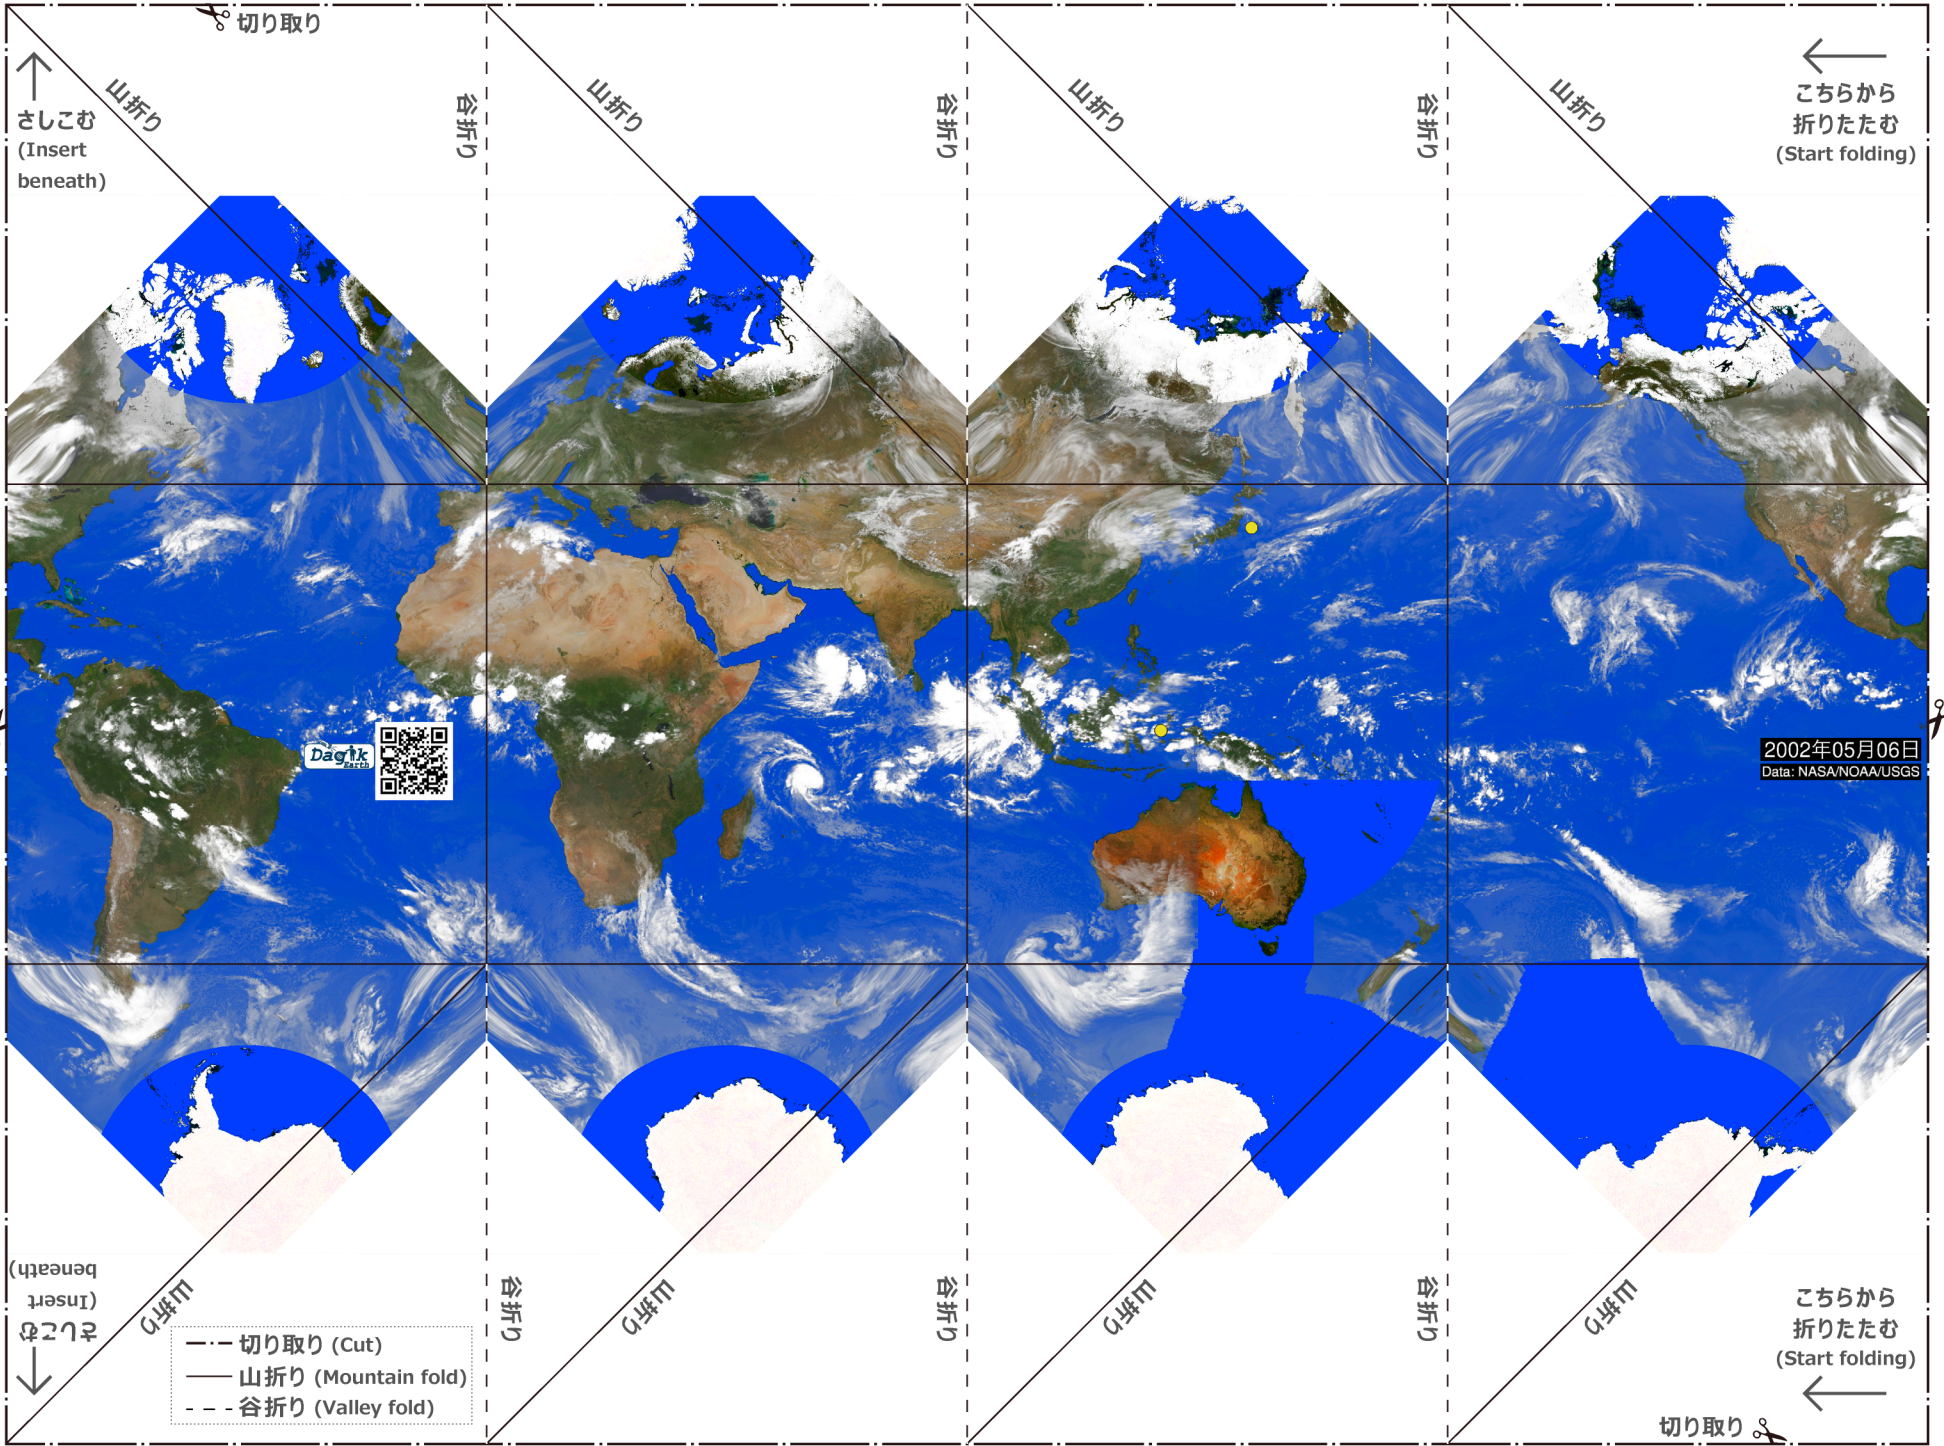 切り取り
さしこむ
(Insert
beneath)
山折り
谷折り
山折り
谷折り
山折り
谷折り
山折り
こちらから
折りたたむ
(Start folding)
Dagik
Earth
2002年05月06日
Data: NASA/NOAA/USGS
さしこむ
(Insert
beneath)
山折り
谷折り
山折り
谷折り
山折り
谷折り
山折り
こちらから
折りたたむ
(Start folding)
切り取り (Cut)
山折り (Mountain fold)
谷折り (Valley fold)
切り取り